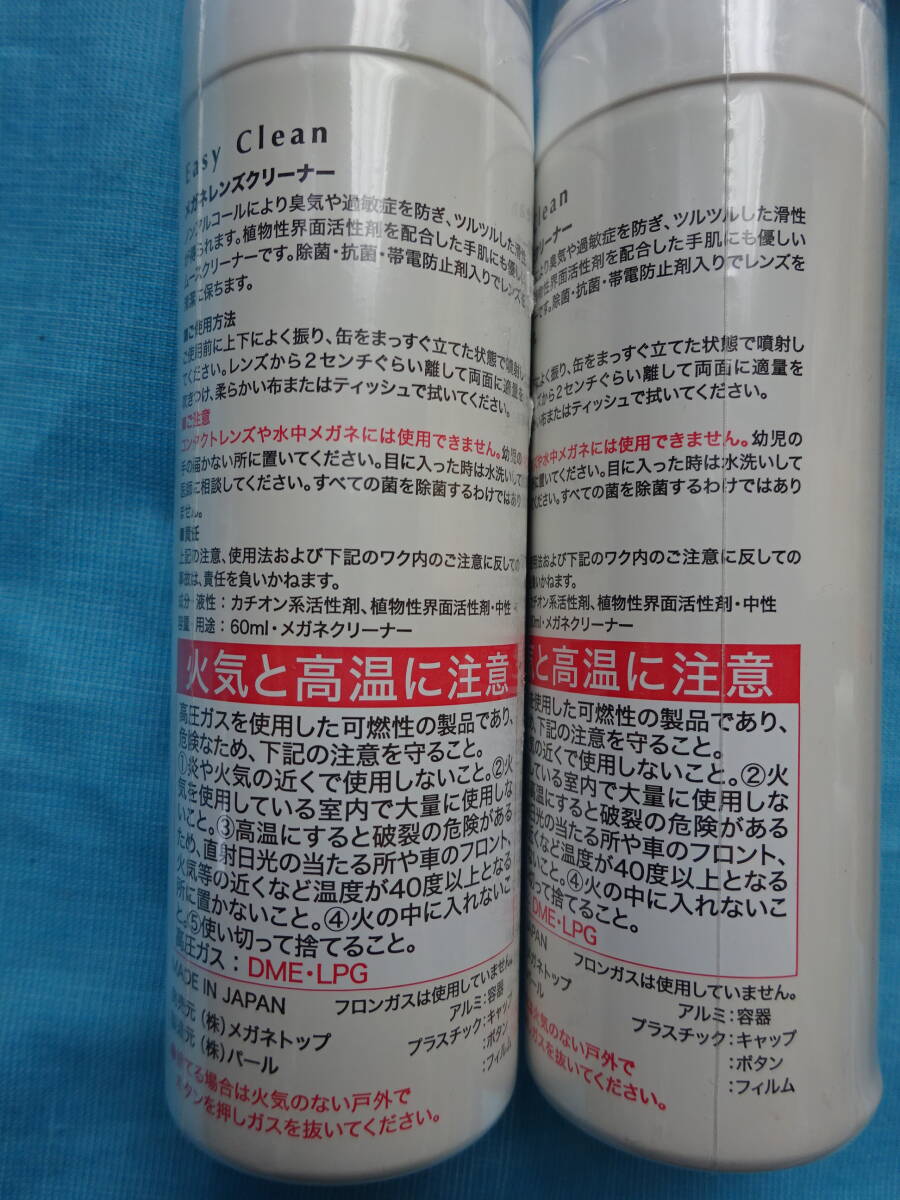 Easy Clean
メガネレンズクリーナー
ノンアルコールにより臭気や過敏症を防ぎ、ツルツルした滑性
が得られます。植物性界面活性剤を配合した手肌にも優し
ムースクリーナーです。除菌・抗菌・帯電防止剤入りでレンズを
に保ちます。
■ご使用方法
ご使用前に上下によく振り、缶をまっすぐ立てた状態で噴射し
てください。レンズから2センチぐらい離して両面に適量を
吹きつけ、柔らかい布またはティッシュで拭いてください。
■ご注意
コンタクトレンズや水中メガネには使用できません。幼児の
手の届かない所に置いてください。目に入った時は水洗いして
医師に相談してください。すべての菌を除菌するわけではあり
ません。
■責任
上記の注意、使用法および下記のワク内のご注意に反しての
事故は、責任を負いかねます。
成分・液性：カチオン系活性剤、植物性界面活性剤・中性
容量・用途：60ml・メガネクリーナー
火気と高温に注意
高圧ガスを使用した可燃性の製品であり、
危険なため、下記の注意を守ること。
①炎や火気の近くで使用しないこと。②火
気を使用している室内で大量に使用しな
いこと。③高温にすると破裂の危険がある
ため、直射日光の当たる所や車のフロント、
火気等の近くなど温度が40度以上となる
所に置かないこと。④火の中に入れないこ
と。⑤使い切って捨てること。
高圧ガス：DME・LPG
MADE IN JAPAN
フロンガスは使用していません。
発売元 (株)メガネトップ
アルミ：容器
製造元 (株)パール
プラスチック：キャップ
：ボタン
：フィルム
■捨てる場合は火気のない戸外で
ボタンを押しガスを抜いてください。
lean
リーナー
より臭気や過敏症を防ぎ、ツルツルした滑性
植物性界面活性剤を配合した手肌にも優しい
です。除菌・抗菌・帯電防止剤入りでレンズを
によく振り、缶をまっすぐ立てた状態で噴射し
ズから2センチぐらい離して両面に適量を
い布またはティッシュで拭いてください。
ズや水中メガネには使用できません。幼児の
に置いてください。目に入った時は水洗いして
ください。すべての菌を除菌するわけではあり
使用法および下記のワク内のご注意に反しての
負いかねます。
チオン系活性剤、植物性界面活性剤・中性
0ml・メガネクリーナー
と高温に注意
を使用した可燃性の製品であり、
、下記の注意を守ること。
の近くで使用しないこと。②火
している室内で大量に使用しな
高温にすると破裂の危険がある
日光の当たる所や車のフロント、
近くなど温度が40度以上となる
いこと。④火の中に入れないこ
切って捨てること。
DME・LPG
APAN
フロンガスは使用していません。
メガネトップ
アルミ：容器
ール
プラスチック：キャップ
：ボタン
：フィルム
火気のない戸外で
ガスを抜いてください。